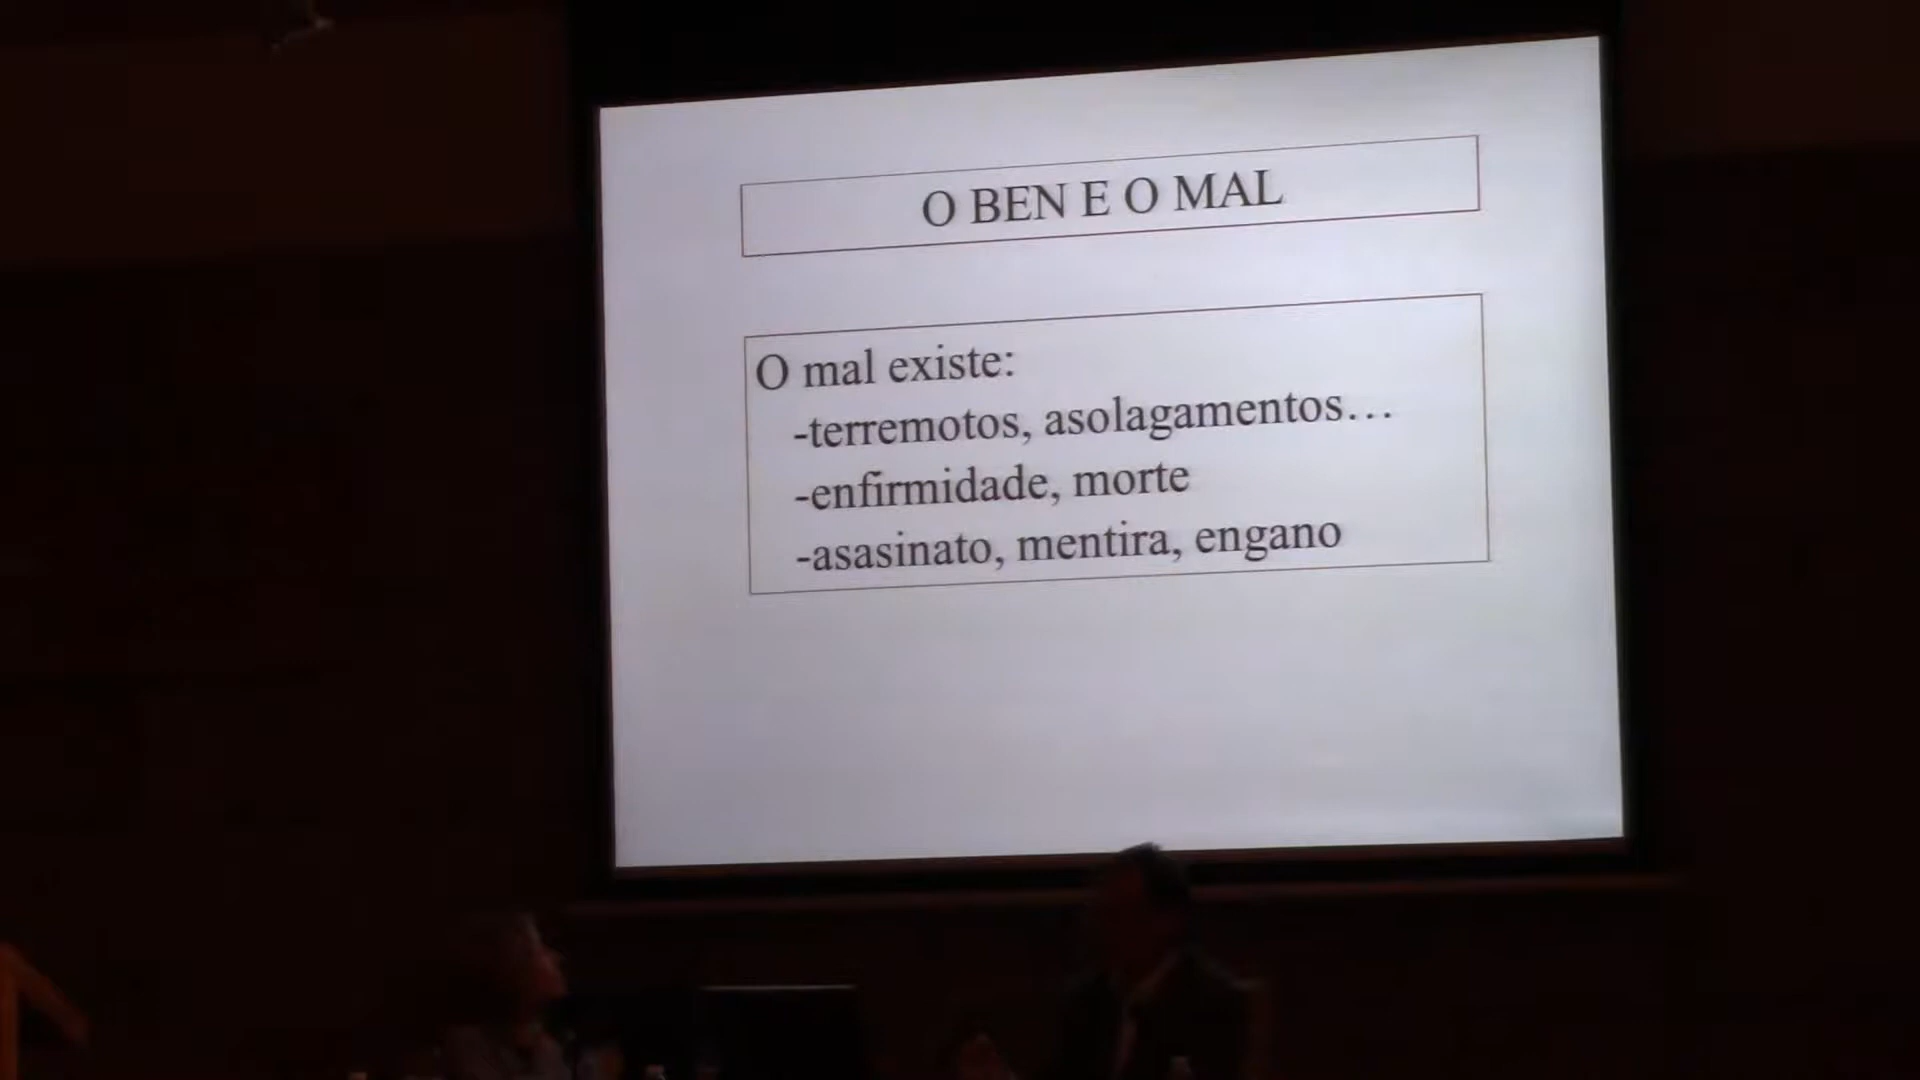 O BEN E O MAL
O mal existe:
-terremotos, asolagamentos…
-enfirmidade, morte
-asasinato, mentira, engano